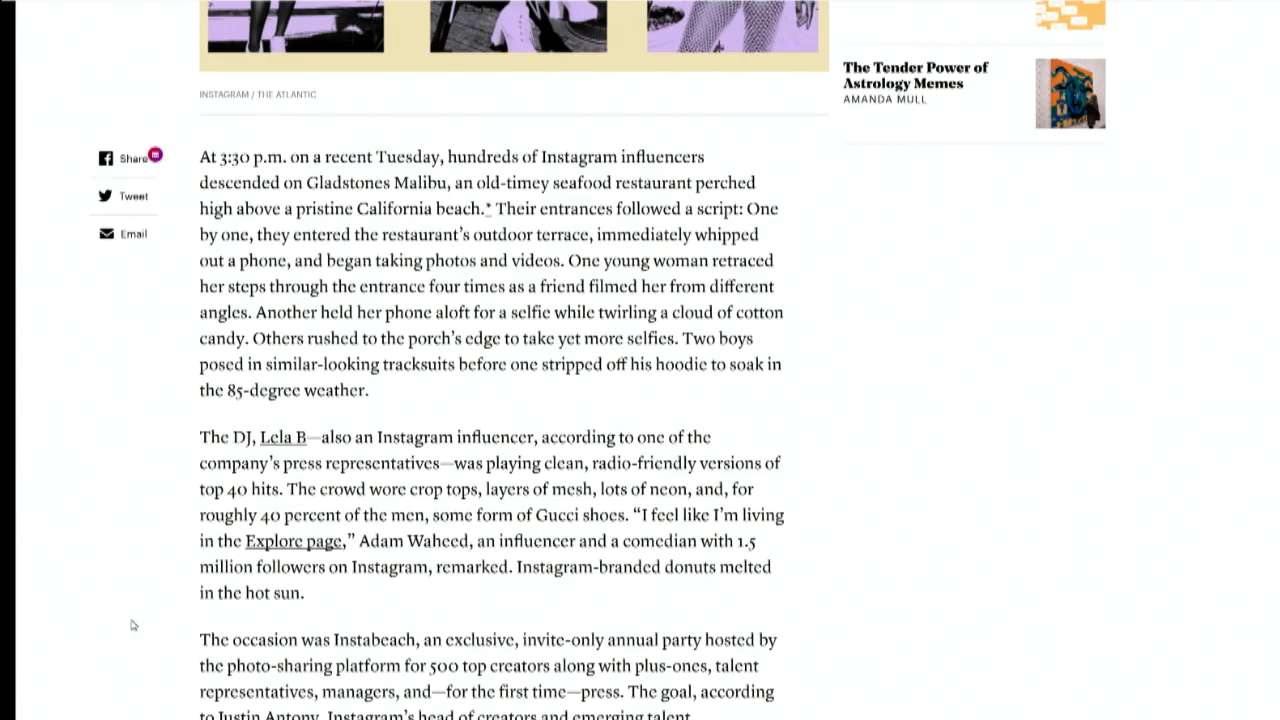 The Tender Power of
Astrology Memes
AMANDA MULL
INSTAGRAM / THE ATLANTIC
Share
Tweet
Email
At 3:30 p.m. on a recent Tuesday, hundreds of Instagram influencers
descended on Gladstones Malibu, an old-timey seafood restaurant perched
high above a pristine California beach.* Their entrances followed a script: One
by one, they entered the restaurant’s outdoor terrace, immediately whipped
out a phone, and began taking photos and videos. One young woman retraced
her steps through the entrance four times as a friend filmed her from different
angles. Another held her phone aloft for a selfie while twirling a cloud of cotton
candy. Others rushed to the porch’s edge to take yet more selfies. Two boys
posed in similar-looking tracksuits before one stripped off his hoodie to soak in
the 85-degree weather.
The DJ, Lela B—also an Instagram influencer, according to one of the
company’s press representatives—was playing clean, radio-friendly versions of
top 40 hits. The crowd wore crop tops, layers of mesh, lots of neon, and, for
roughly 40 percent of the men, some form of Gucci shoes. “I feel like I’m living
in the Explore page,” Adam Waheed, an influencer and a comedian with 1.5
million followers on Instagram, remarked. Instagram-branded donuts melted
in the hot sun.
The occasion was Instabeach, an exclusive, invite-only annual party hosted by
the photo-sharing platform for 500 top creators along with plus-ones, talent
representatives, managers, and—for the first time—press. The goal, according
to Justin Antony, Instagram’s head of creators and emerging talent